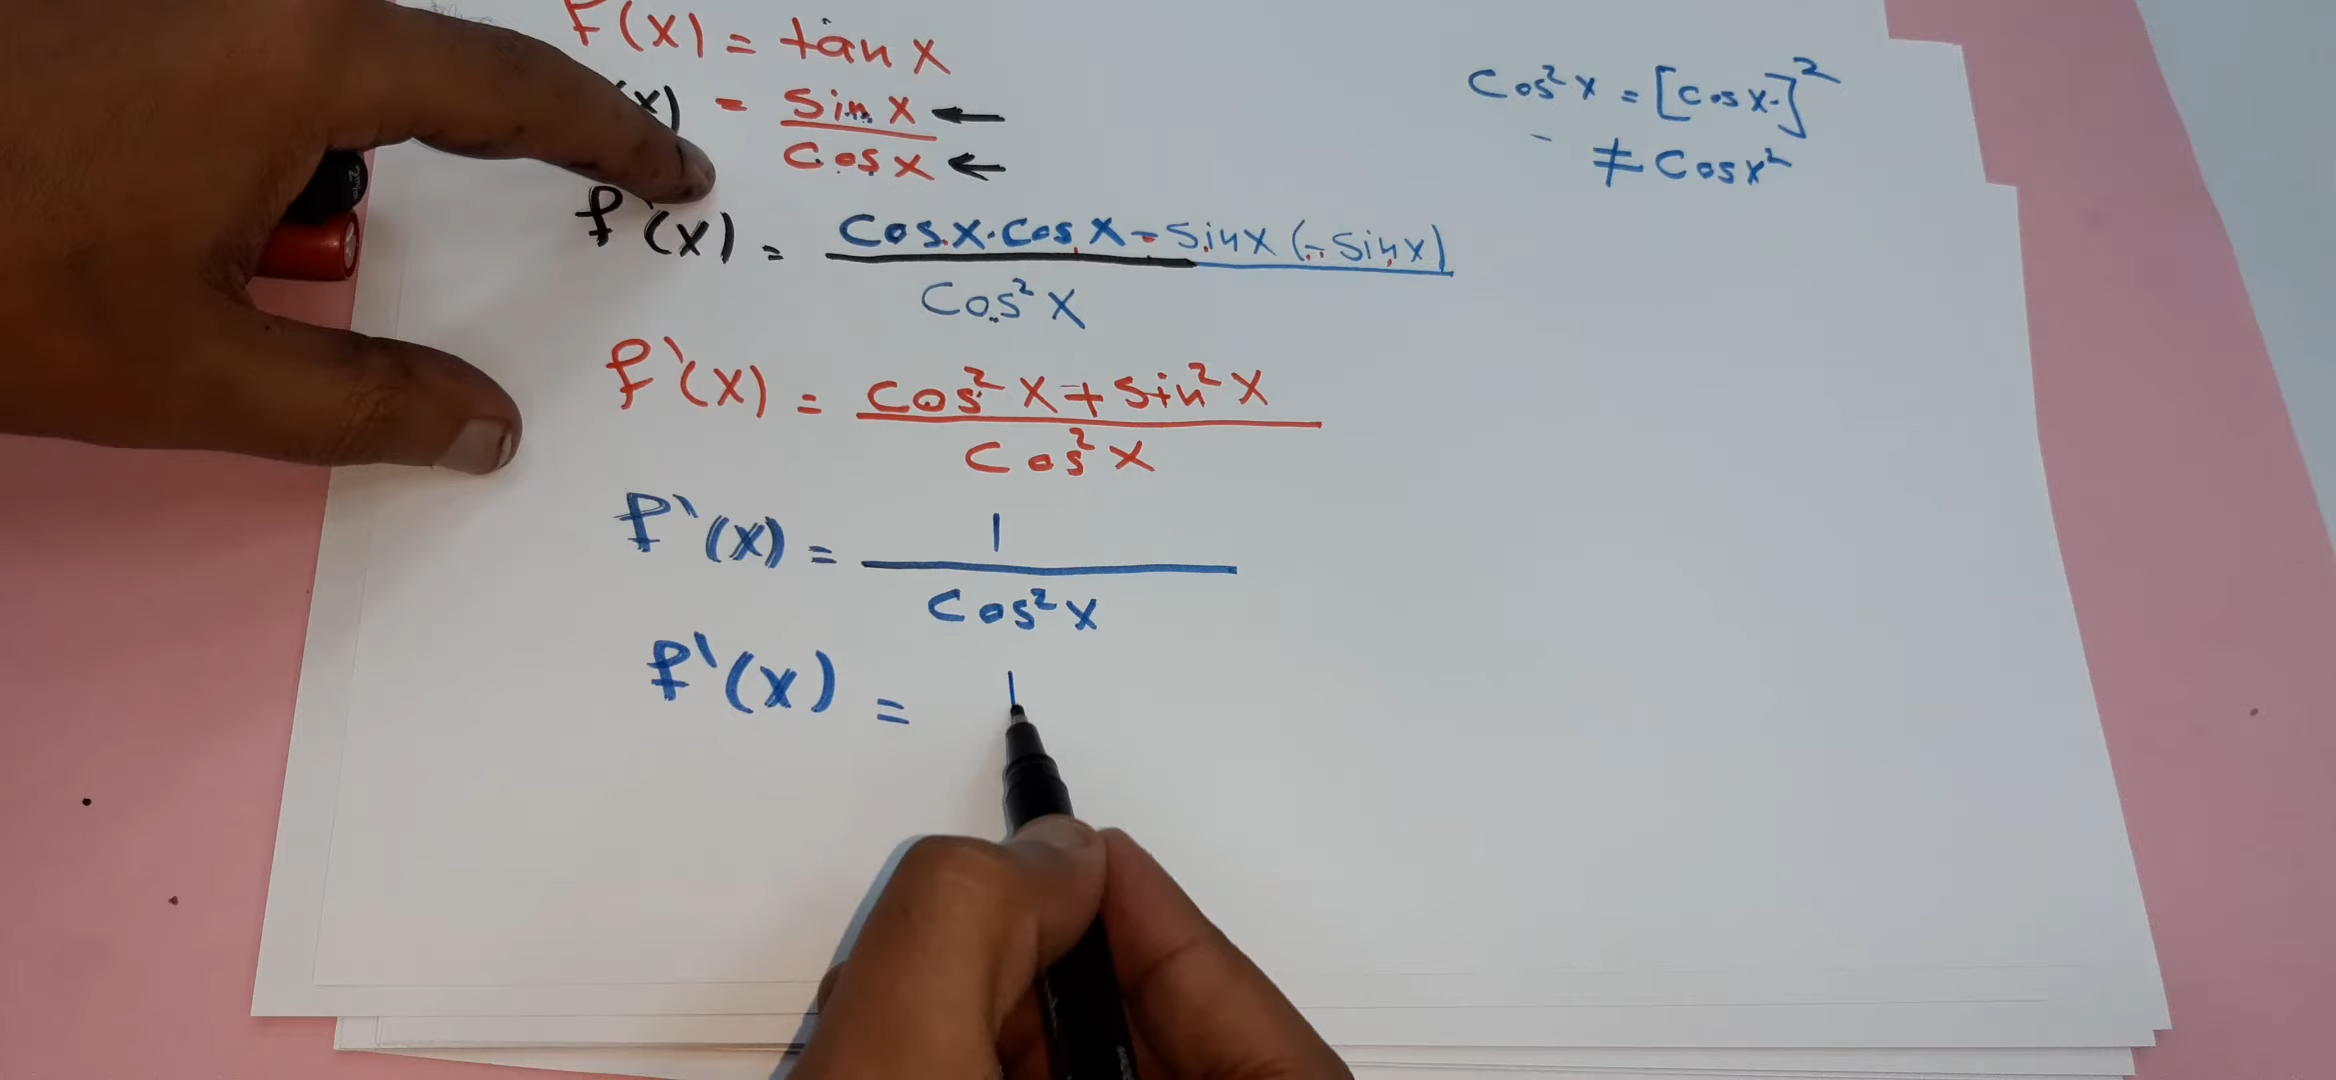 f(x) = tan x
(x) = sin x / cos x
f'(x) = cos x · cos x - sin x (- sin x) / cos² x
f'(x) = cos² x + sin² x / cos² x
f'(x) = 1 / cos² x
f'(x) = 1
cos² x = [cos x]²
≠ cos x²